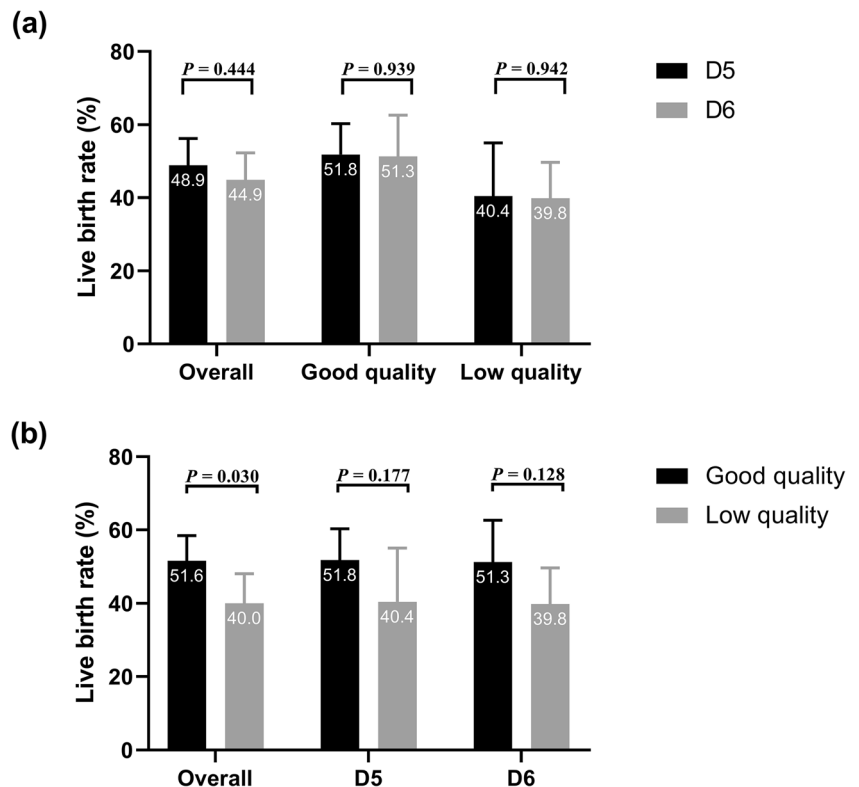 (a)
80
60
40
20
0
Live birth rate (%)
P = 0.444
P = 0.939
P = 0.942
48.9
44.9
51.8
51.3
40.4
39.8
Overall
Good quality
Low quality
D5
D6
(b)
80
60
40
20
0
Live birth rate (%)
P = 0.030
P = 0.177
P = 0.128
51.6
40.0
51.8
40.4
51.3
39.8
Overall
D5
D6
Good quality
Low quality